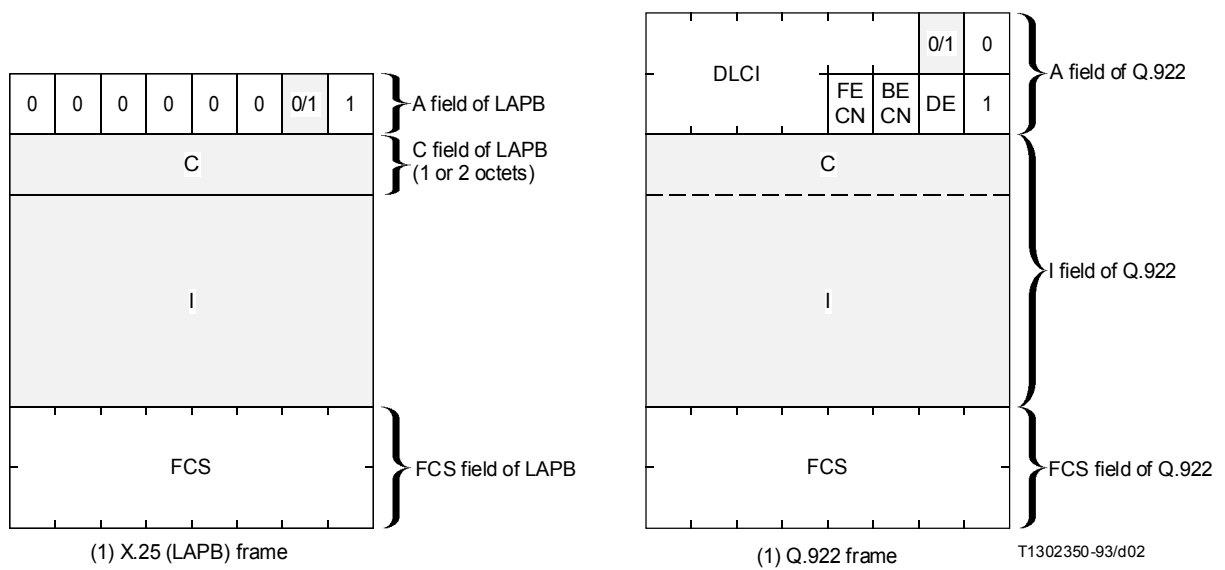 0 0 0 0 0 0 0/1 1
A field of LAPB
C
C field of LAPB
(1 or 2 octets)
I
FCS
FCS field of LAPB
(1) X.25 (LAPB) frame
0/1 0
DLCI
FE
CN
BE
CN
DE 1
A field of Q.922
C
I
I field of Q.922
FCS
FCS field of Q.922
(1) Q.922 frame
T1302350-93/d02